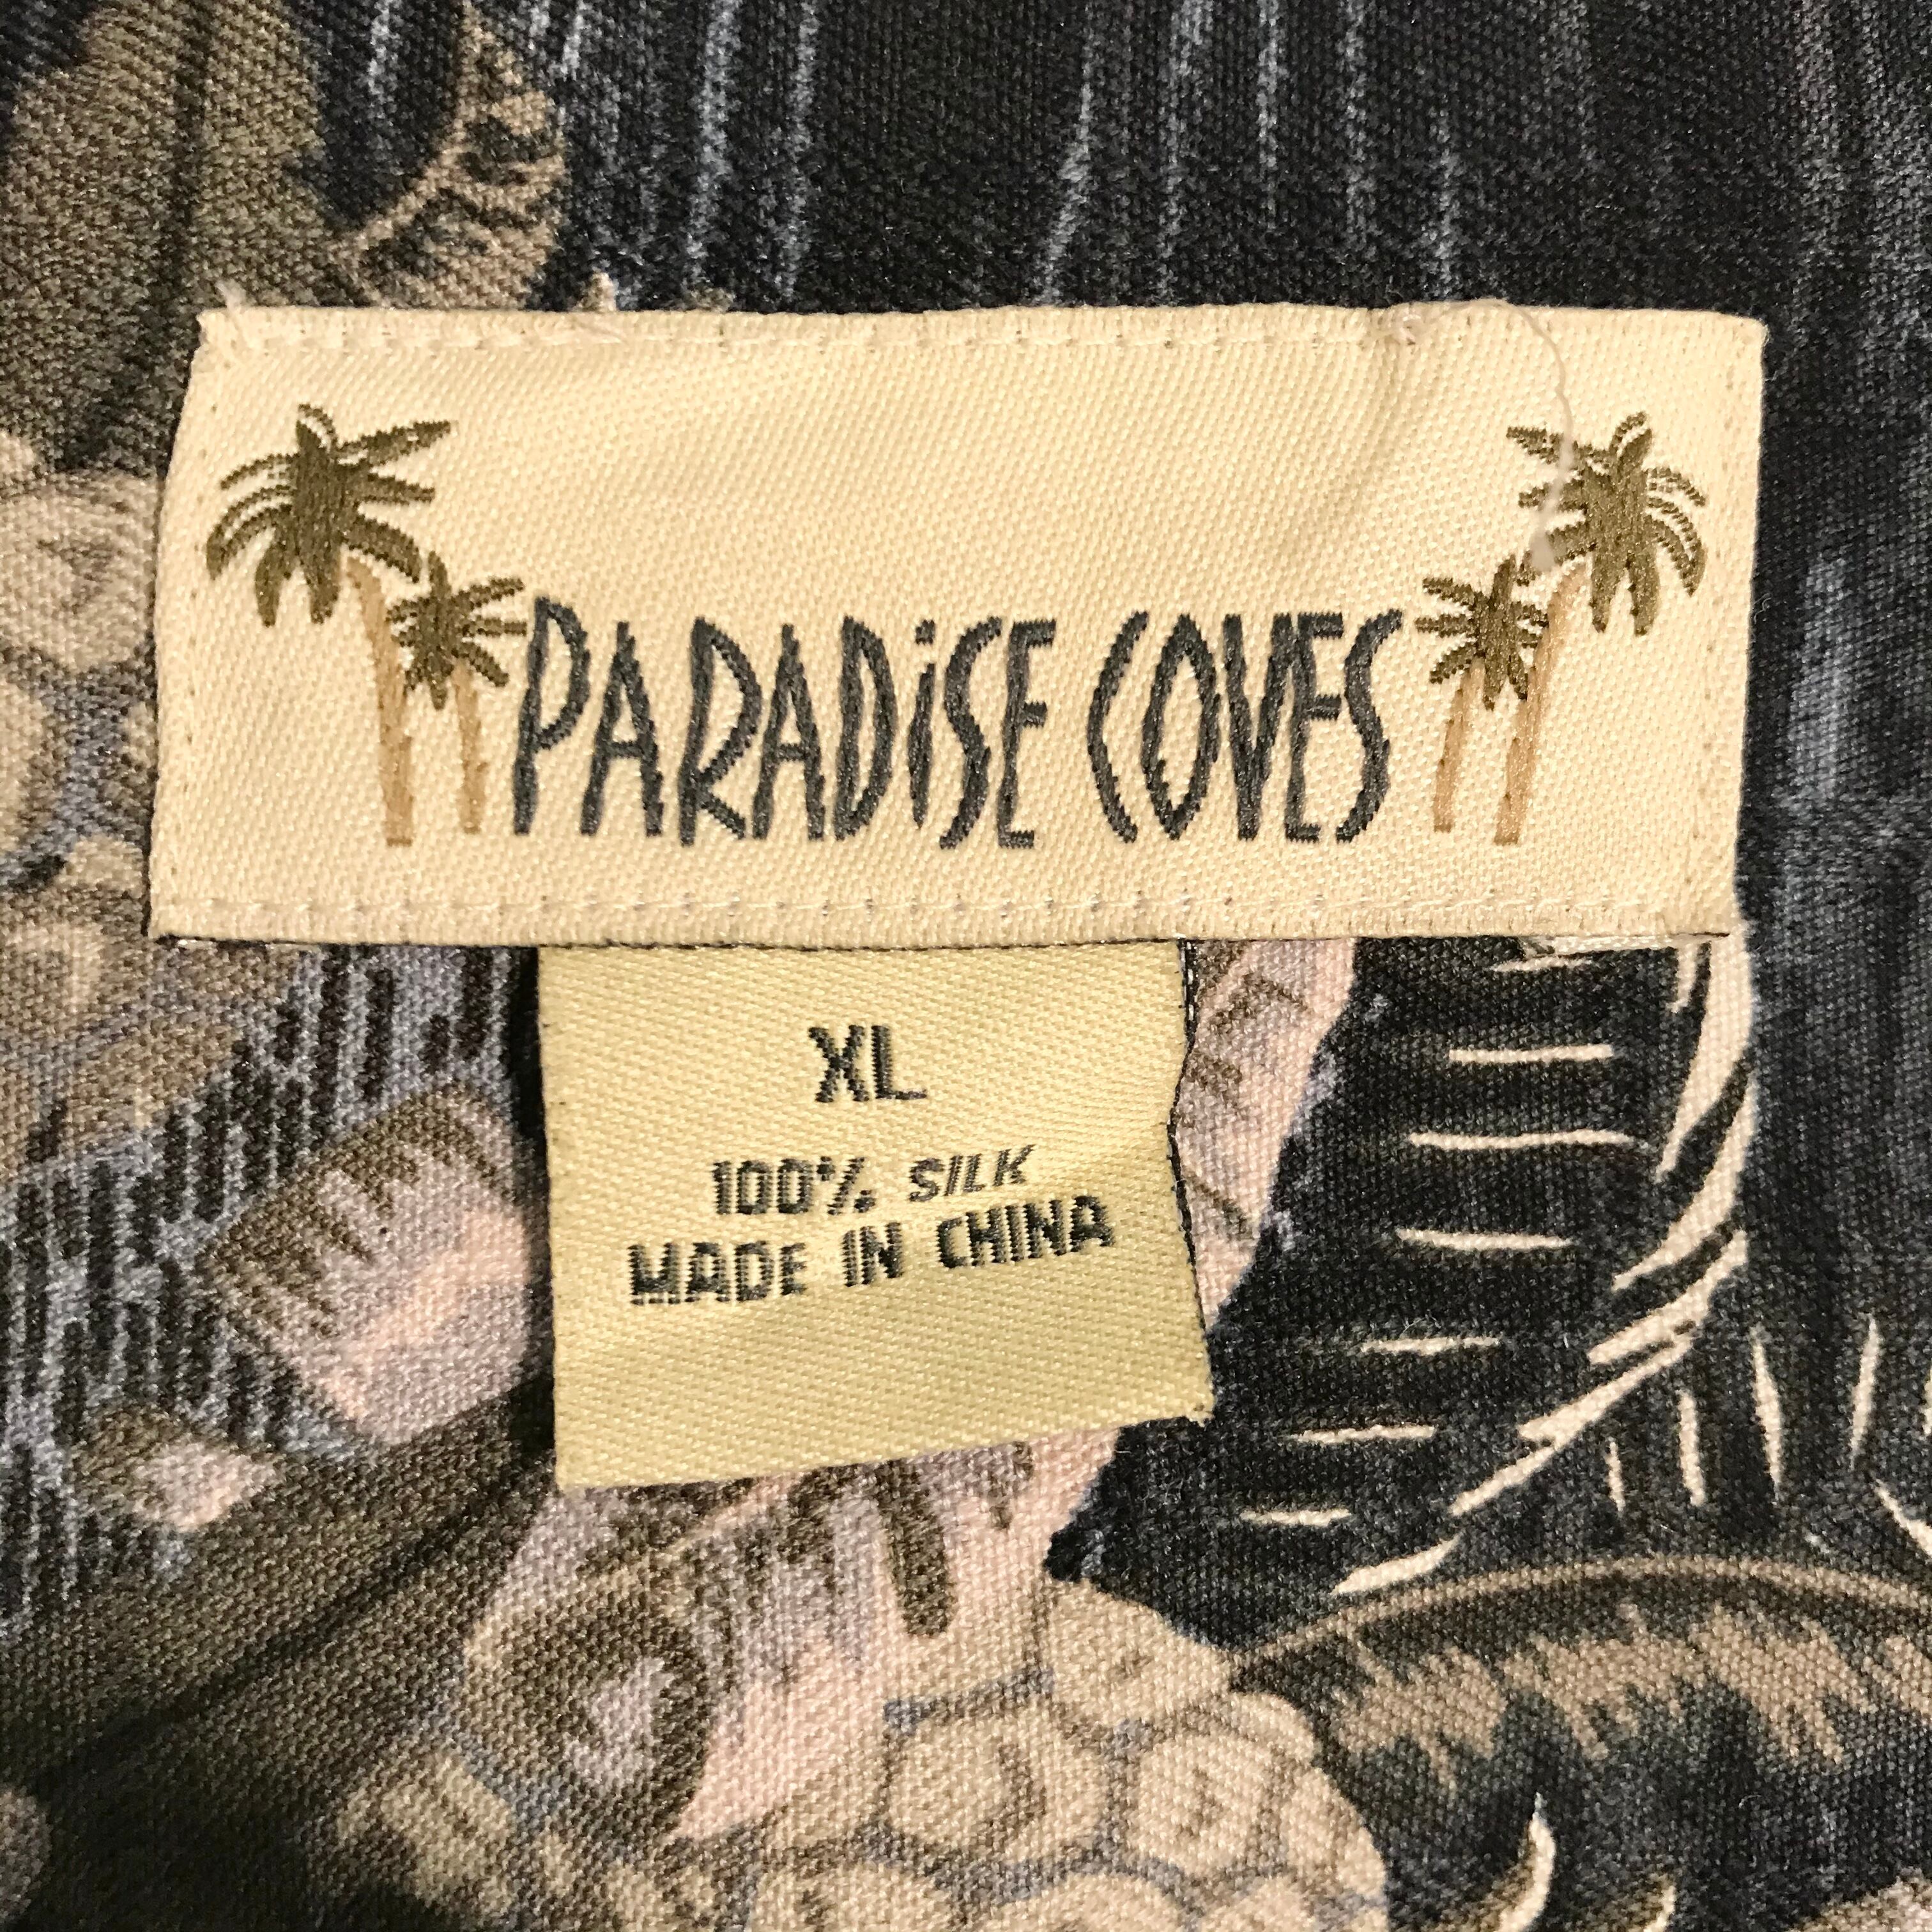 PARADiSE COVES
XL
100% SILK
MADE IN CHINA